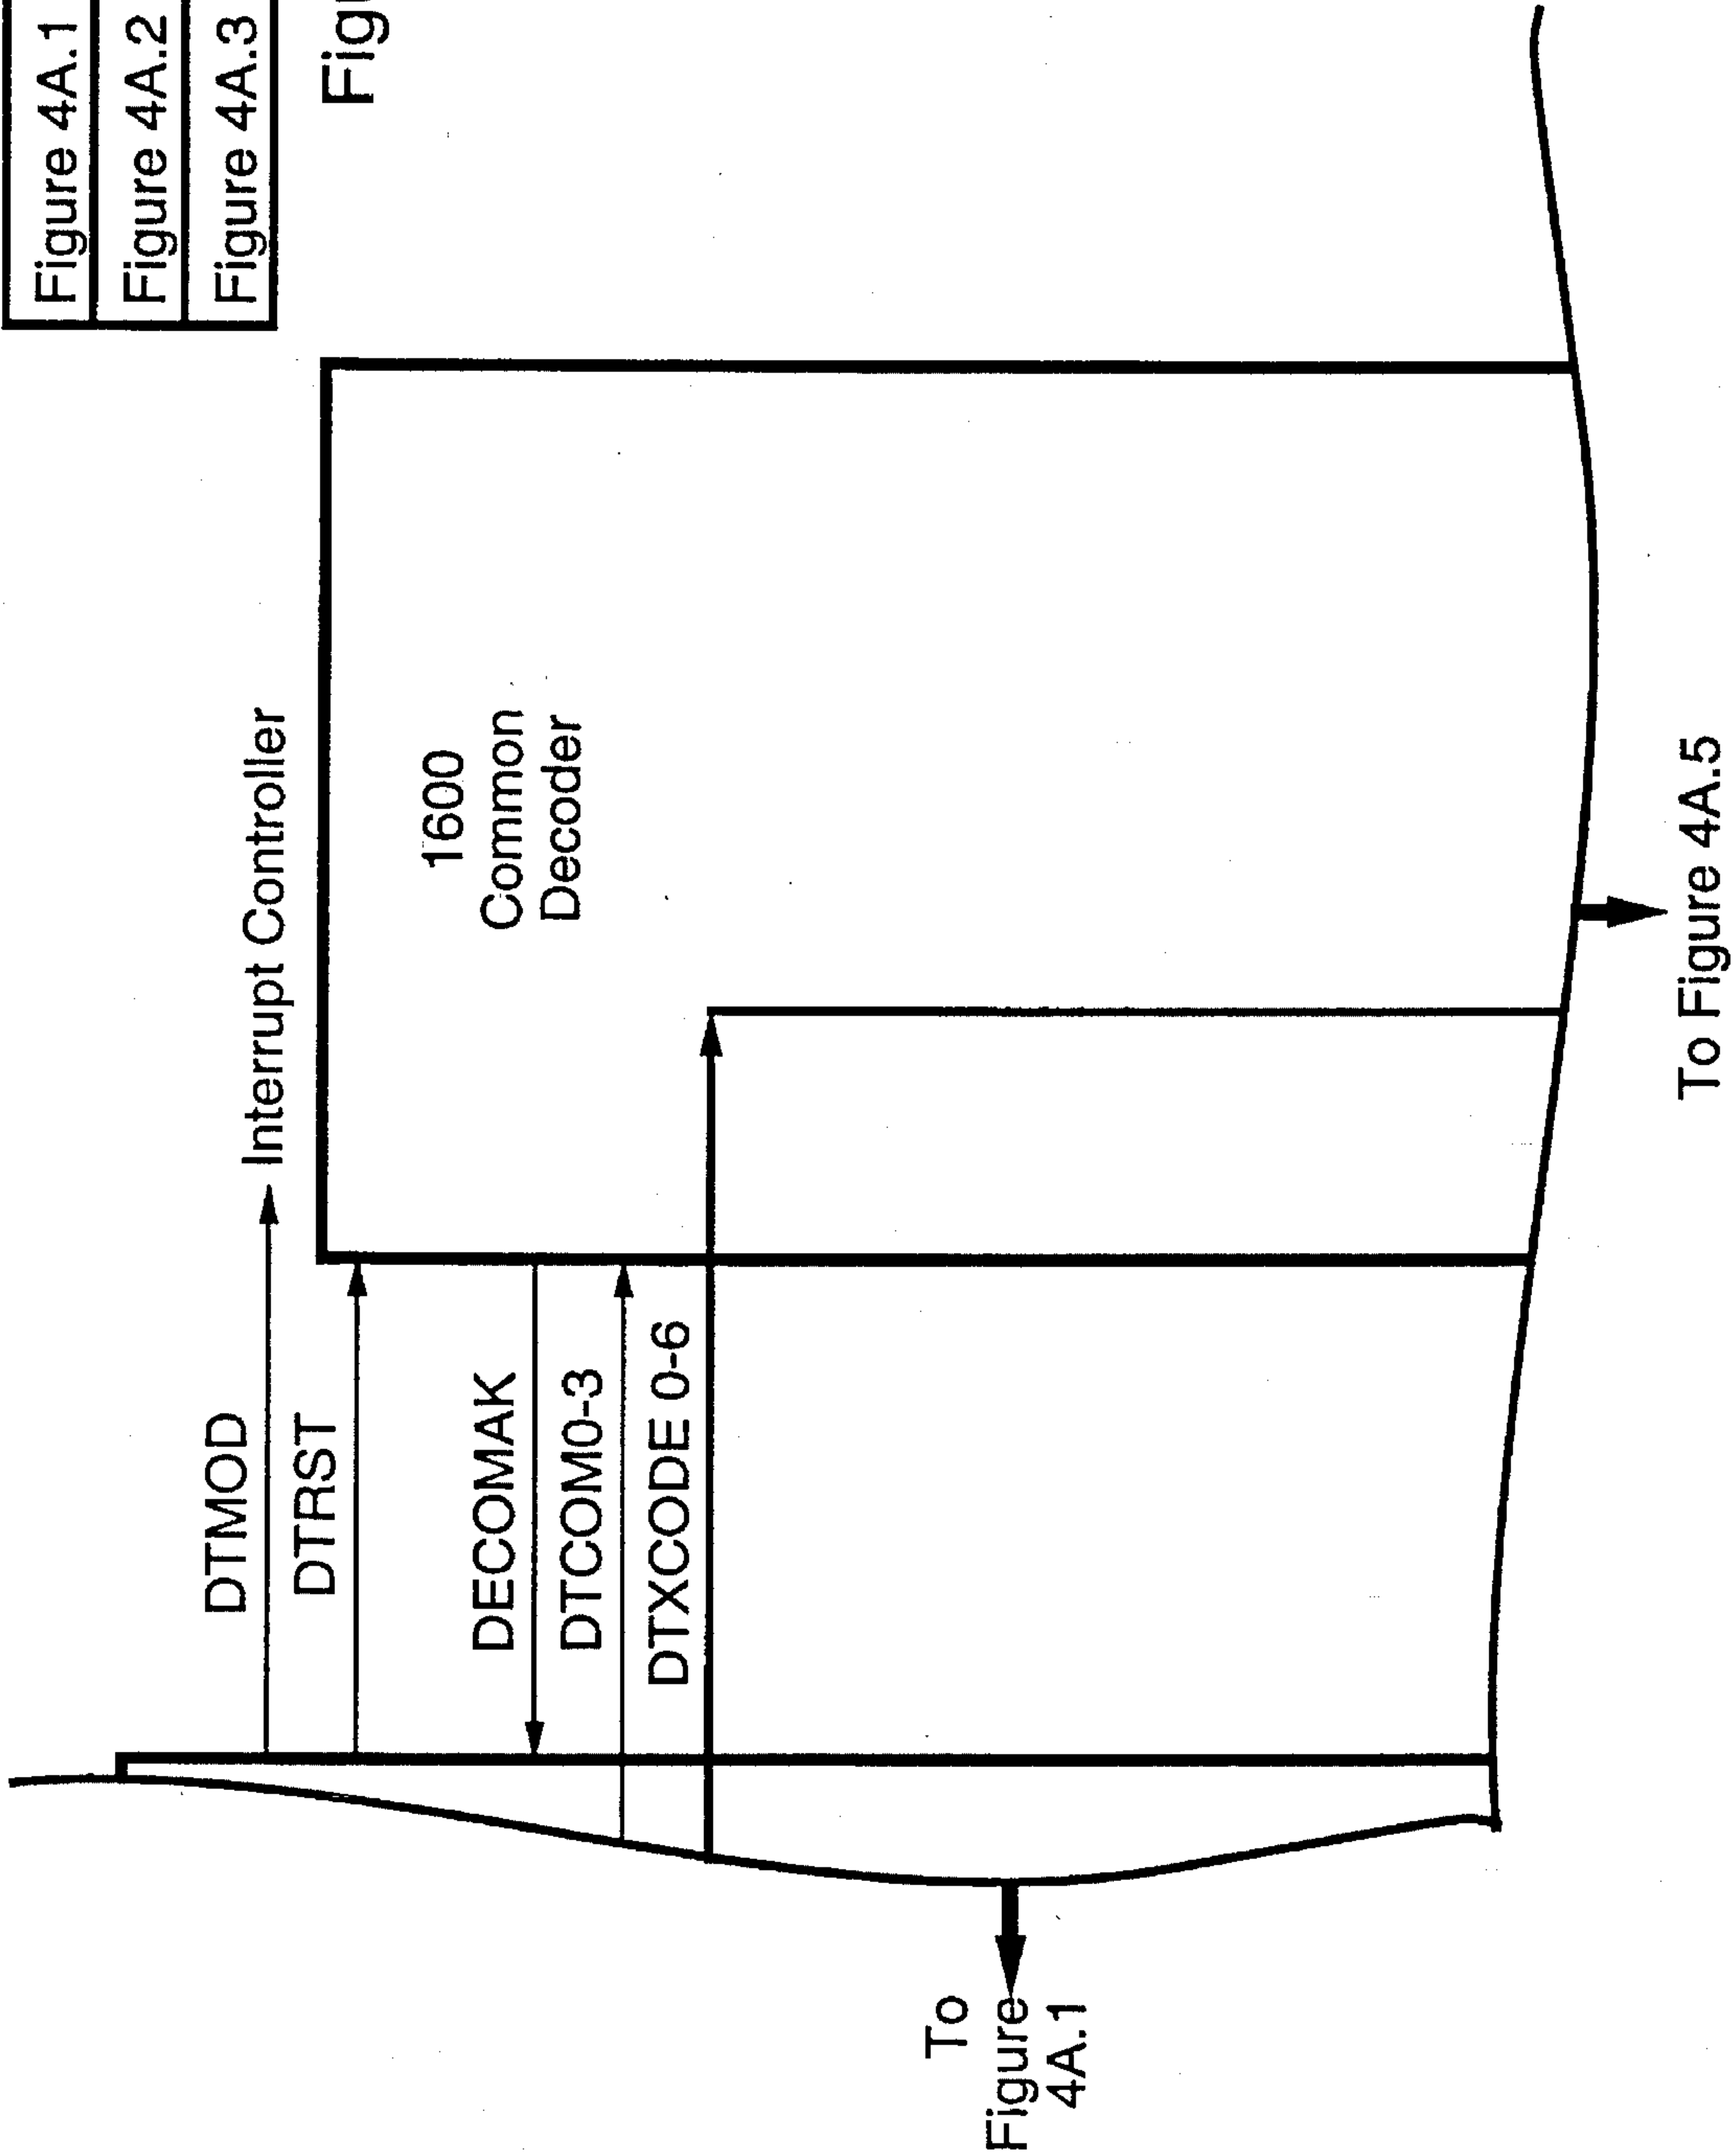 Figure 4A.1
Figure 4A.2
Figure 4A.3
DTMOD
Interrupt Controller
DTRST
1600
Common
Decoder
DECOMAK
DTCOM0-3
DTXCODE 0-6
To
Figure
4A.1
To Figure 4A.5